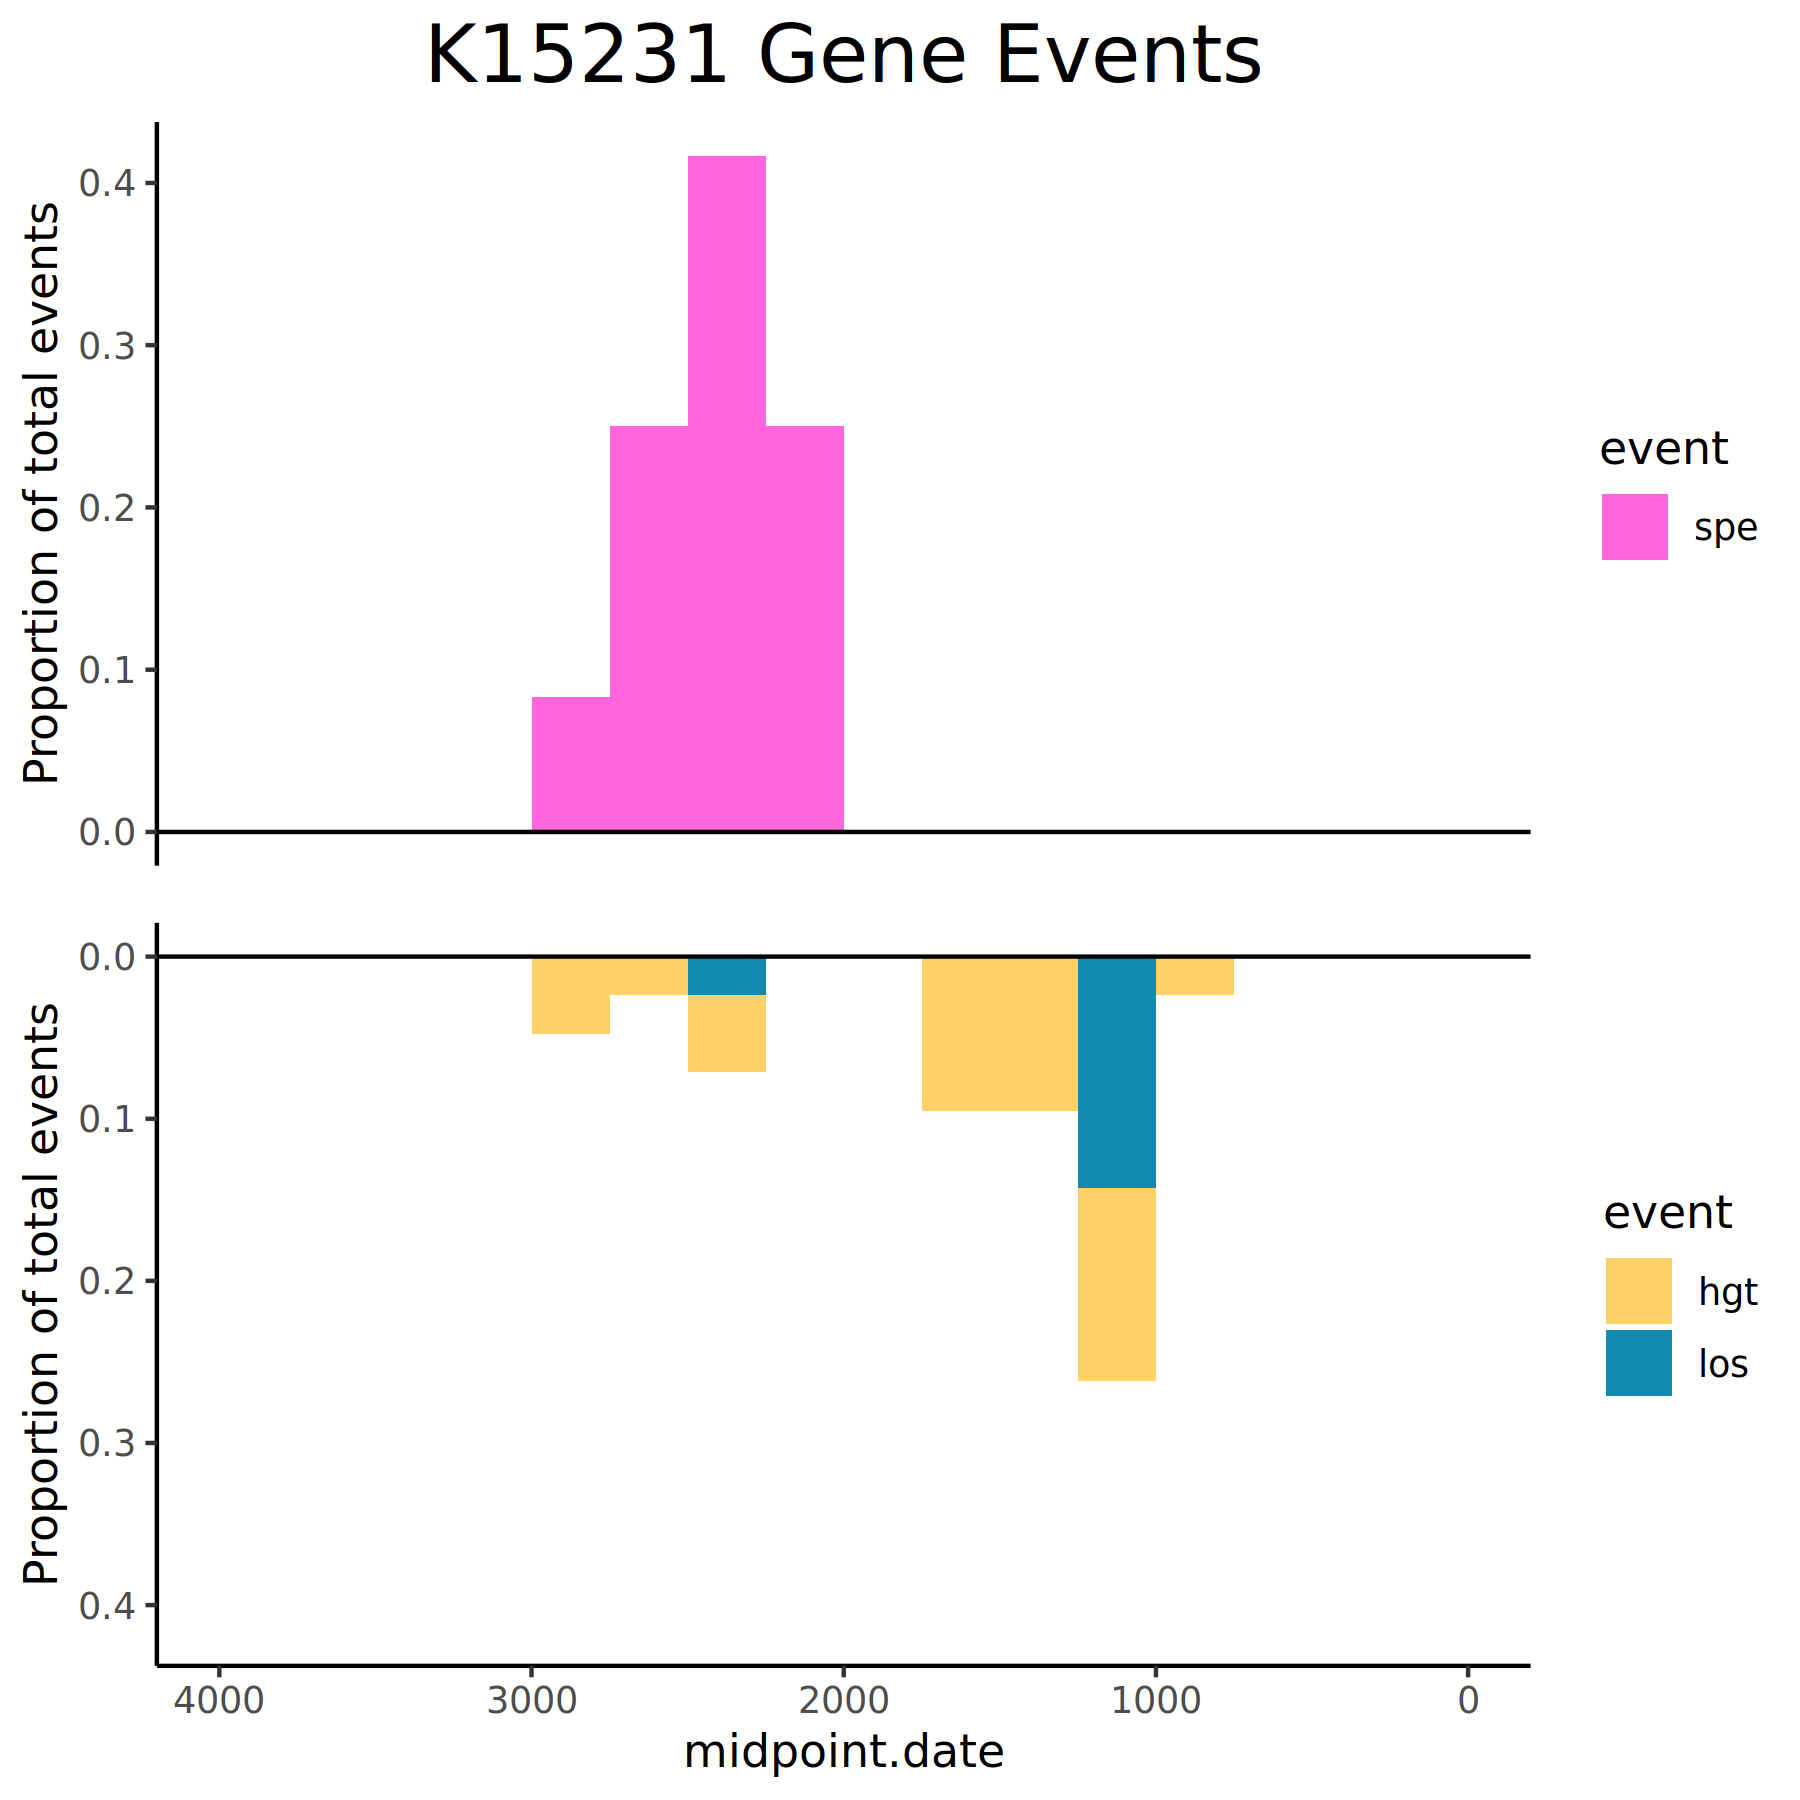 K15231 Gene Events
Proportion of total events
0.4
0.3
0.2
0.1
0.0
event
spe
Proportion of total events
0.0
0.1
0.2
0.3
0.4
event
hgt
los
4000 3000 2000 1000 0
midpoint.date